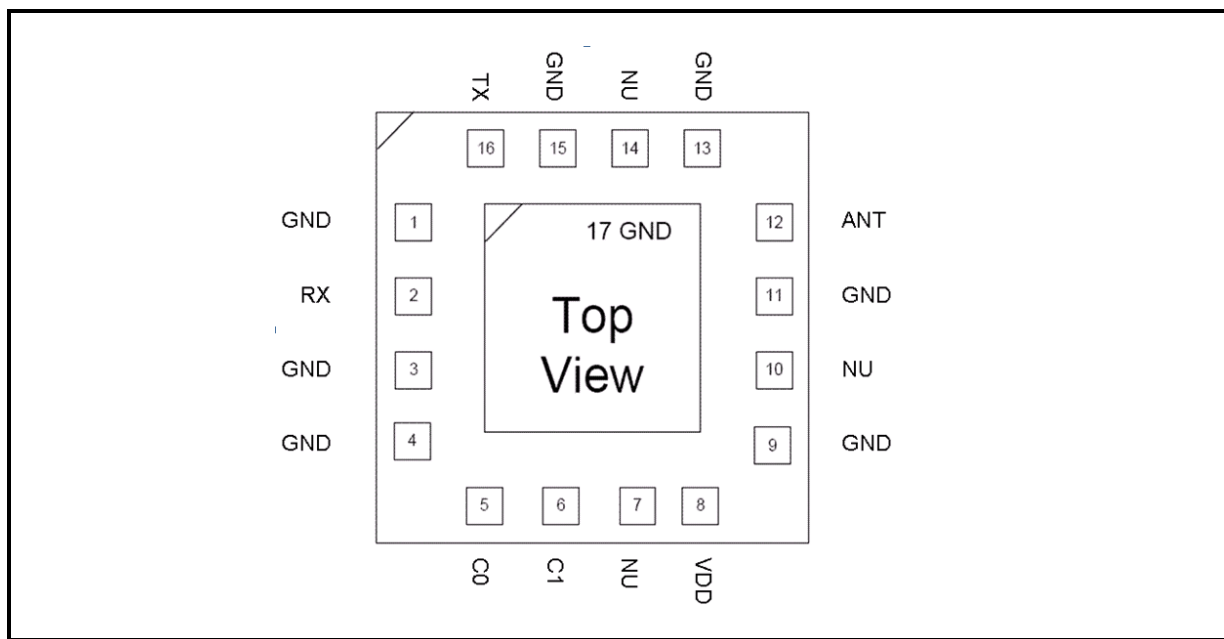 TX GND NU GND
16 15 14 13
GND 1 17 GND 12 ANT
RX 2 11 GND
Top
View
GND 3 10 NU
GND 4 9 GND
5 6 7 8
C0 C1 NU VDD